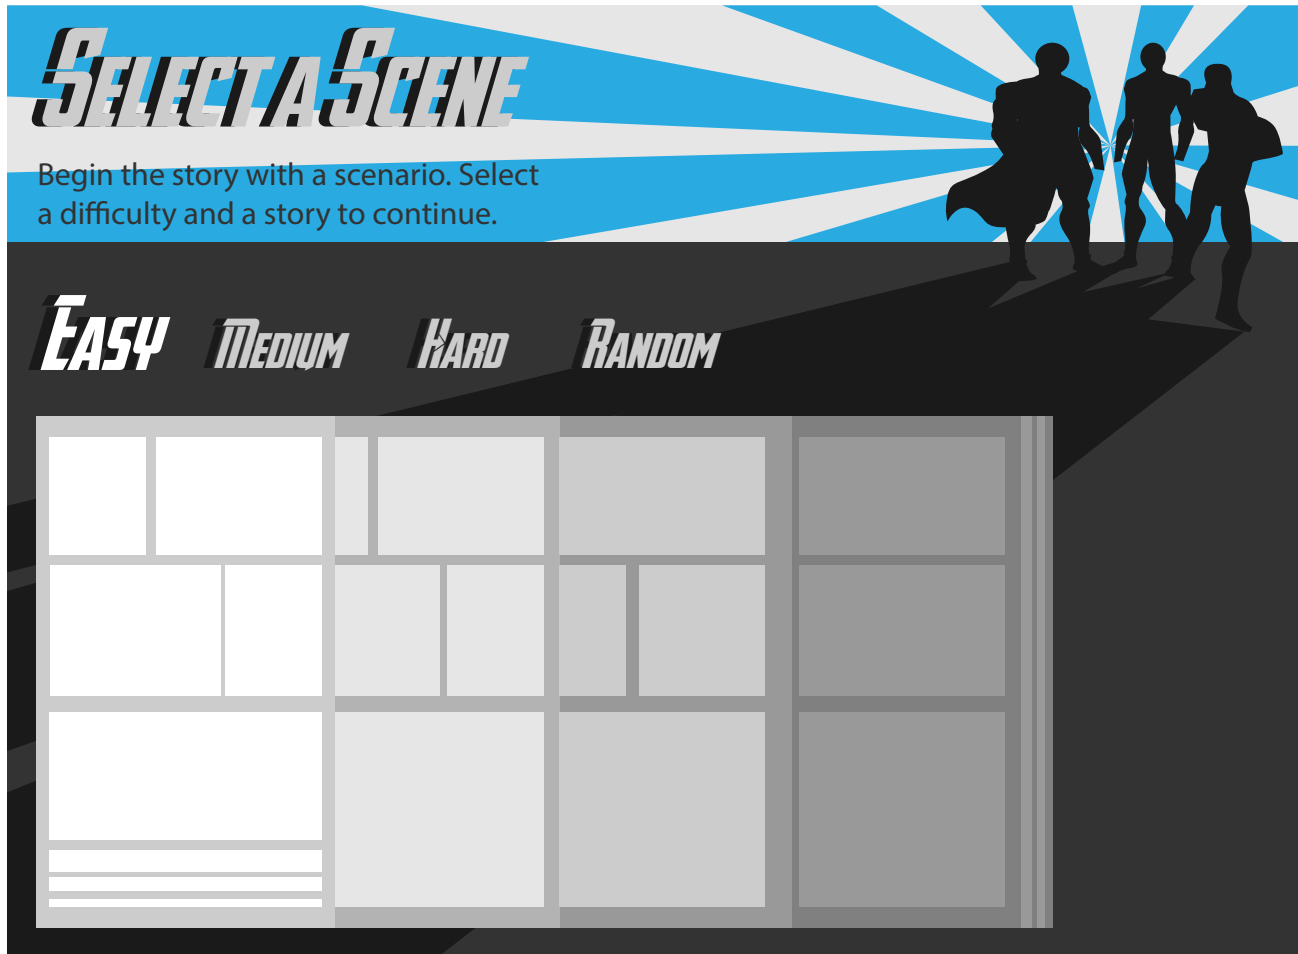 Select a Scene
Begin the story with a scenario. Select
a difficulty and a story to continue.
Easy Medium Hard Random